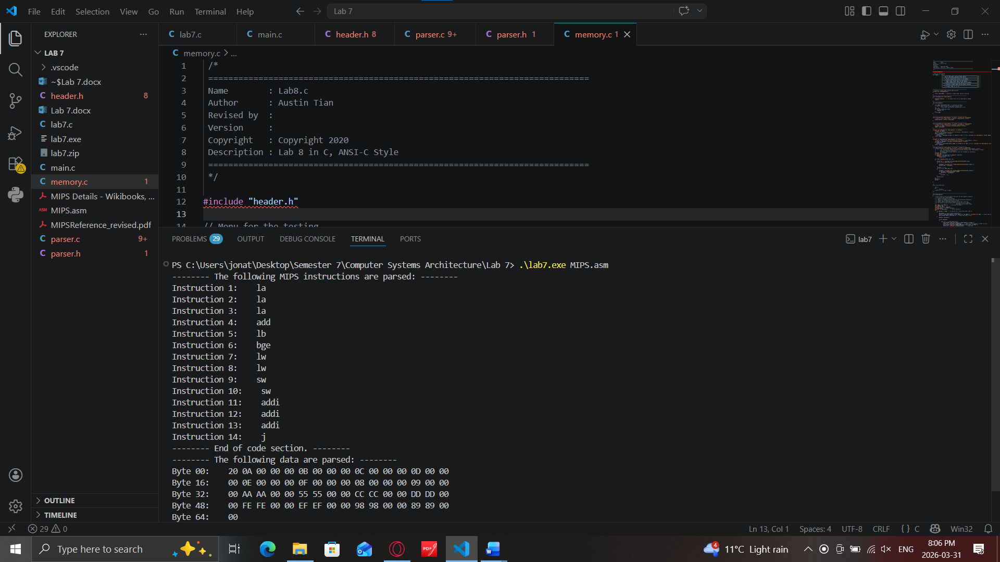 File Edit Selection View Go Run Terminal Help
Lab 7
EXPLORER
LAB 7
.vscode
~$Lab 7.docx
header.h 8
Lab 7.docx
lab7.c
lab7.exe
lab7.zip
main.c
memory.c 1
MIPS Details - Wikibooks, ...
MIPS.asm
MIPSReference_revised.pdf
parser.c 9+
parser.h 1
OUTLINE
TIMELINE
lab7.c main.c header.h 8 parser.c 9+ parser.h 1 memory.c 1
memory.c > ...
1 /*
2 =================================================================================
3 Name : Lab8.c
4 Author : Austin Tian
5 Revised by :
6 Version :
7 Copyright : Copyright 2020
8 Description : Lab 8 in C, ANSI-C Style
9 =================================================================================
10 */
11
12 #include "header.h"
13
14 // Menu for the testing
PROBLEMS 29 OUTPUT DEBUG CONSOLE TERMINAL PORTS
lab7
PS C:\Users\jonat\Desktop\Semester 7\Computer Systems Architecture\Lab 7> .\lab7.exe MIPS.asm
-------- The following MIPS instructions are parsed: --------
Instruction 1: la
Instruction 2: la
Instruction 3: la
Instruction 4: add
Instruction 5: lb
Instruction 6: bge
Instruction 7: lw
Instruction 8: lw
Instruction 9: sw
Instruction 10: sw
Instruction 11: addi
Instruction 12: addi
Instruction 13: addi
Instruction 14: j
-------- End of code section. --------
-------- The following data are parsed: --------
Byte 00: 20 0A 00 00 00 0B 00 00 00 0C 00 00 00 0D 00 00
Byte 16: 00 0E 00 00 00 0F 00 00 00 08 00 00 00 09 00 00
Byte 32: 00 AA AA 00 00 55 55 00 00 CC CC 00 00 DD DD 00
Byte 48: 00 FE FE 00 00 EF EF 00 00 98 98 00 00 89 89 00
Byte 64: 00
29 0
Ln 13, Col 1 Spaces: 4 UTF-8 CRLF { } C Win32
Type here to search
4
11°C Light rain
ENG
8:06 PM
2026-03-31